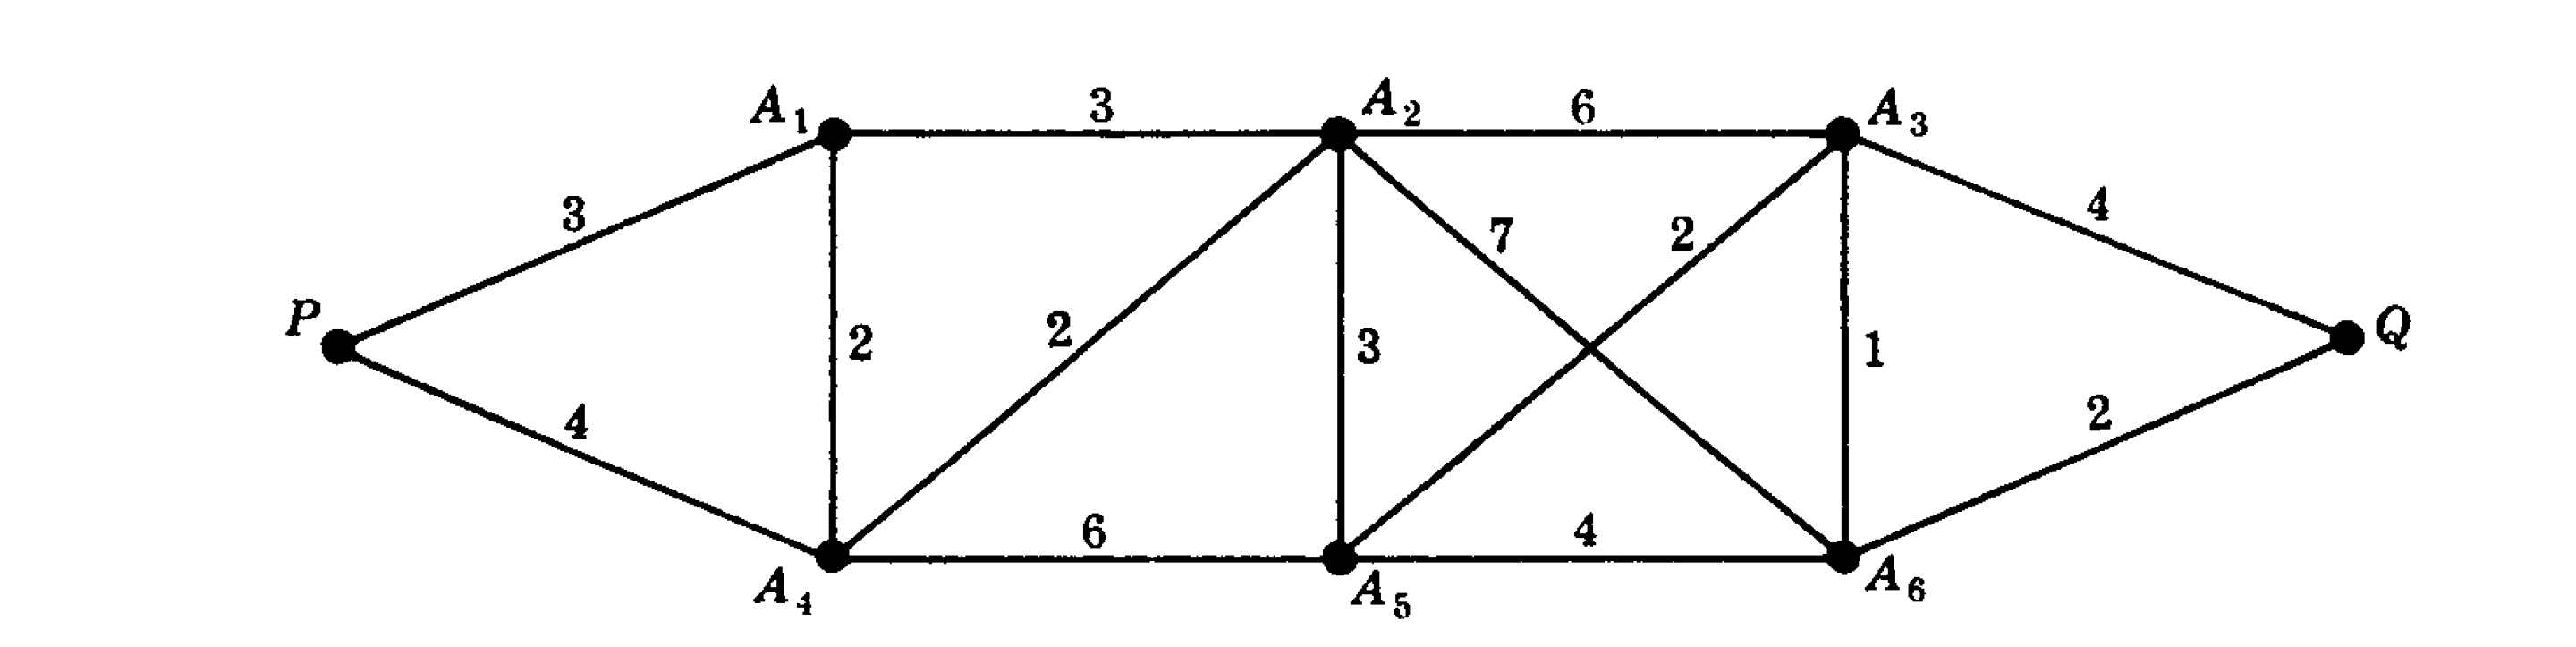 A₁ 3 A₂ 6 A₃
3 4
P 2 2 3 7 2 1 Q
4 2
A₄ 6 A₅ 4 A₆